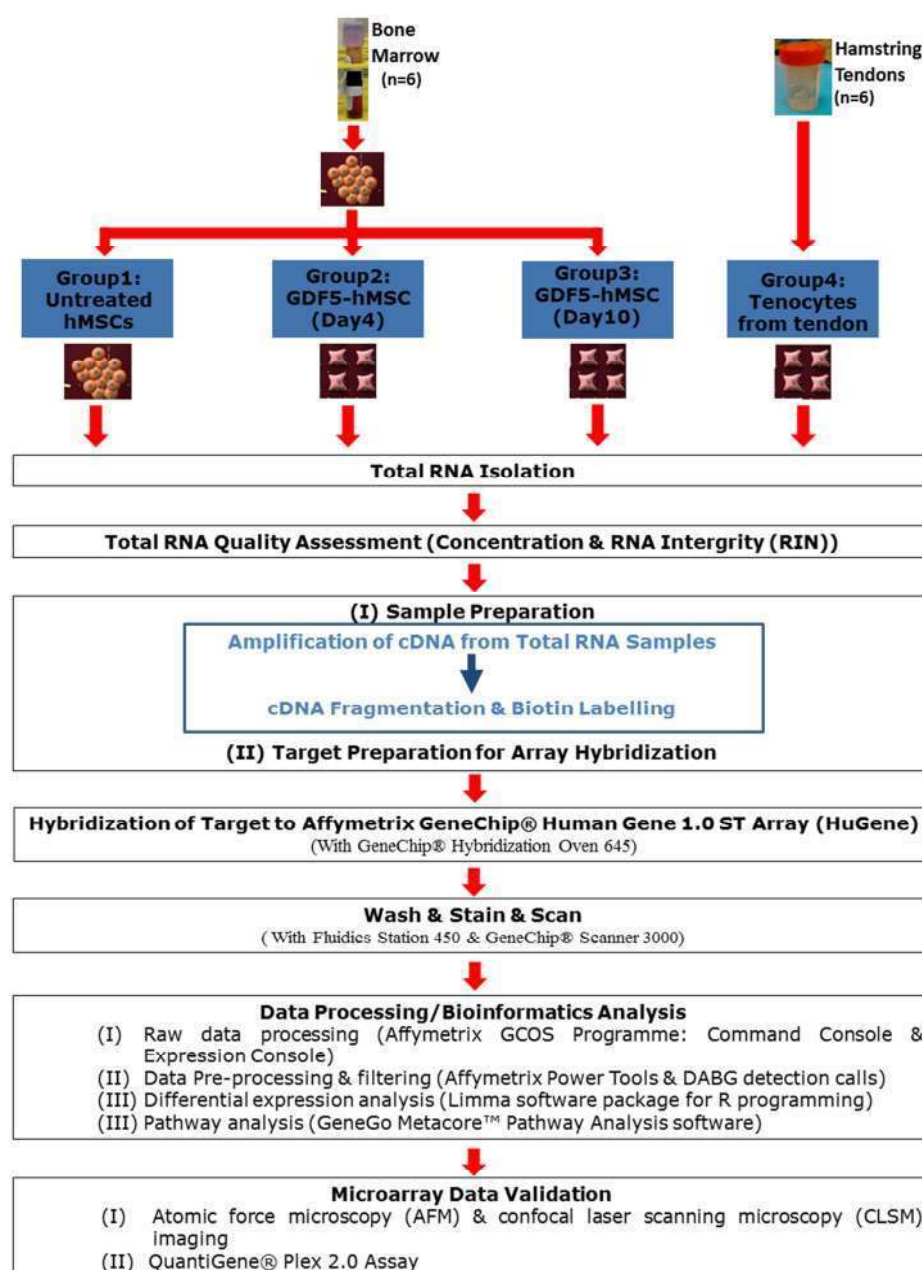 Bone
Marrow
(n=6)
Hamstring
Tendons
(n=6)
Group1:
Untreated
hMSCs
Group2:
GDF5-hMSC
(Day4)
Group3:
GDF5-hMSC
(Day10)
Group4:
Tenocytes
from tendon
Total RNA Isolation
Total RNA Quality Assessment (Concentration & RNA Intergrity (RIN))
(I) Sample Preparation
Amplification of cDNA from Total RNA Samples
cDNA Fragmentation & Biotin Labelling
(II) Target Preparation for Array Hybridization
Hybridization of Target to Affymetrix GeneChip® Human Gene 1.0 ST Array (HuGene)
(With GeneChip® Hybridization Oven 645)
Wash & Stain & Scan
( With Fluidics Station 450 & GeneChip® Scanner 3000)
Data Processing/Bioinformatics Analysis
(I) Raw data processing (Affymetrix GCOS Programme: Command Console &
Expression Console)
(II) Data Pre-processing & filtering (Affymetrix Power Tools & DABG detection calls)
(III) Differential expression analysis (Limma software package for R programming)
(III) Pathway analysis (GeneGo Metacore™ Pathway Analysis software)
Microarray Data Validation
(I) Atomic force microscopy (AFM) & confocal laser scanning microscopy (CLSM)
imaging
(II) QuantiGene® Plex 2.0 Assay